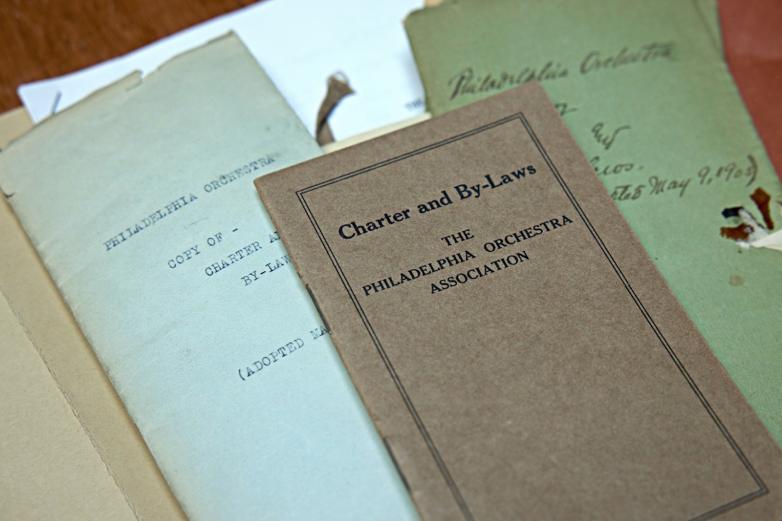 PHILADELPHIA ORCHESTRA
COPY OF -
CHARTER A
BY-LAW
(ADOPTED MA
Charter and By-Laws
THE
PHILADELPHIA ORCHESTRA
ASSOCIATION
Philadelphia Orchestra
May 9, 1903)